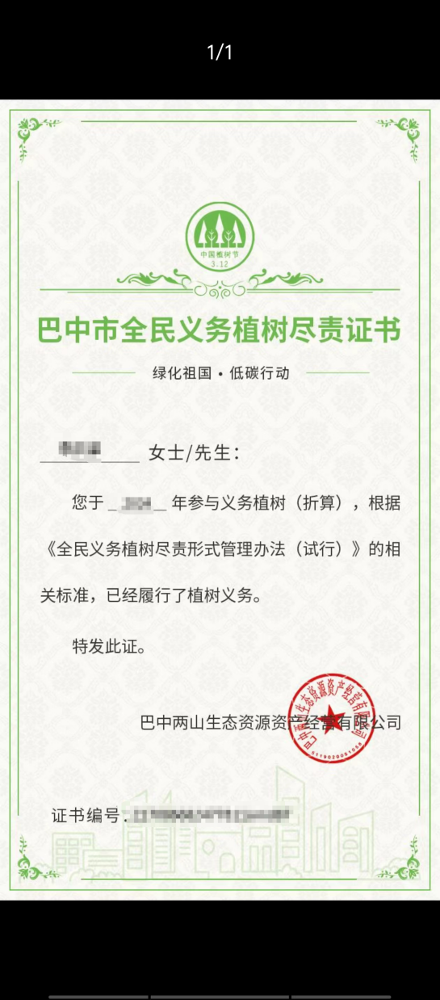 1/1
中国植树节
3.12
巴中市全民义务植树尽责证书
绿化祖国·低碳行动
女士/先生：
您于 年参与义务植树（折算），根据
《全民义务植树尽责形式管理办法（试行）》的相
关标准，已经履行了植树义务。
特发此证。
巴中两山生态资源资产经营有限公司
巴中两山生态资源资产经营有限公司
5119020051058
证书编号：